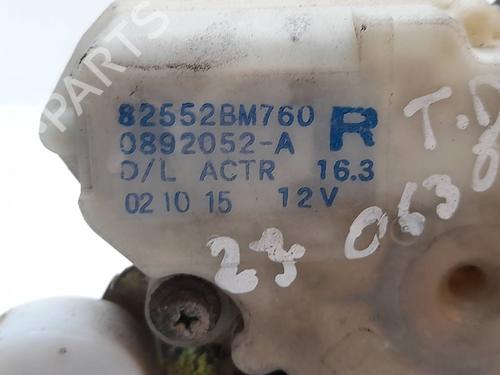 PARTS
82552BM760
0892052-A R
D/L ACTR 16.3
02 10 15 12V
T.D
23 063